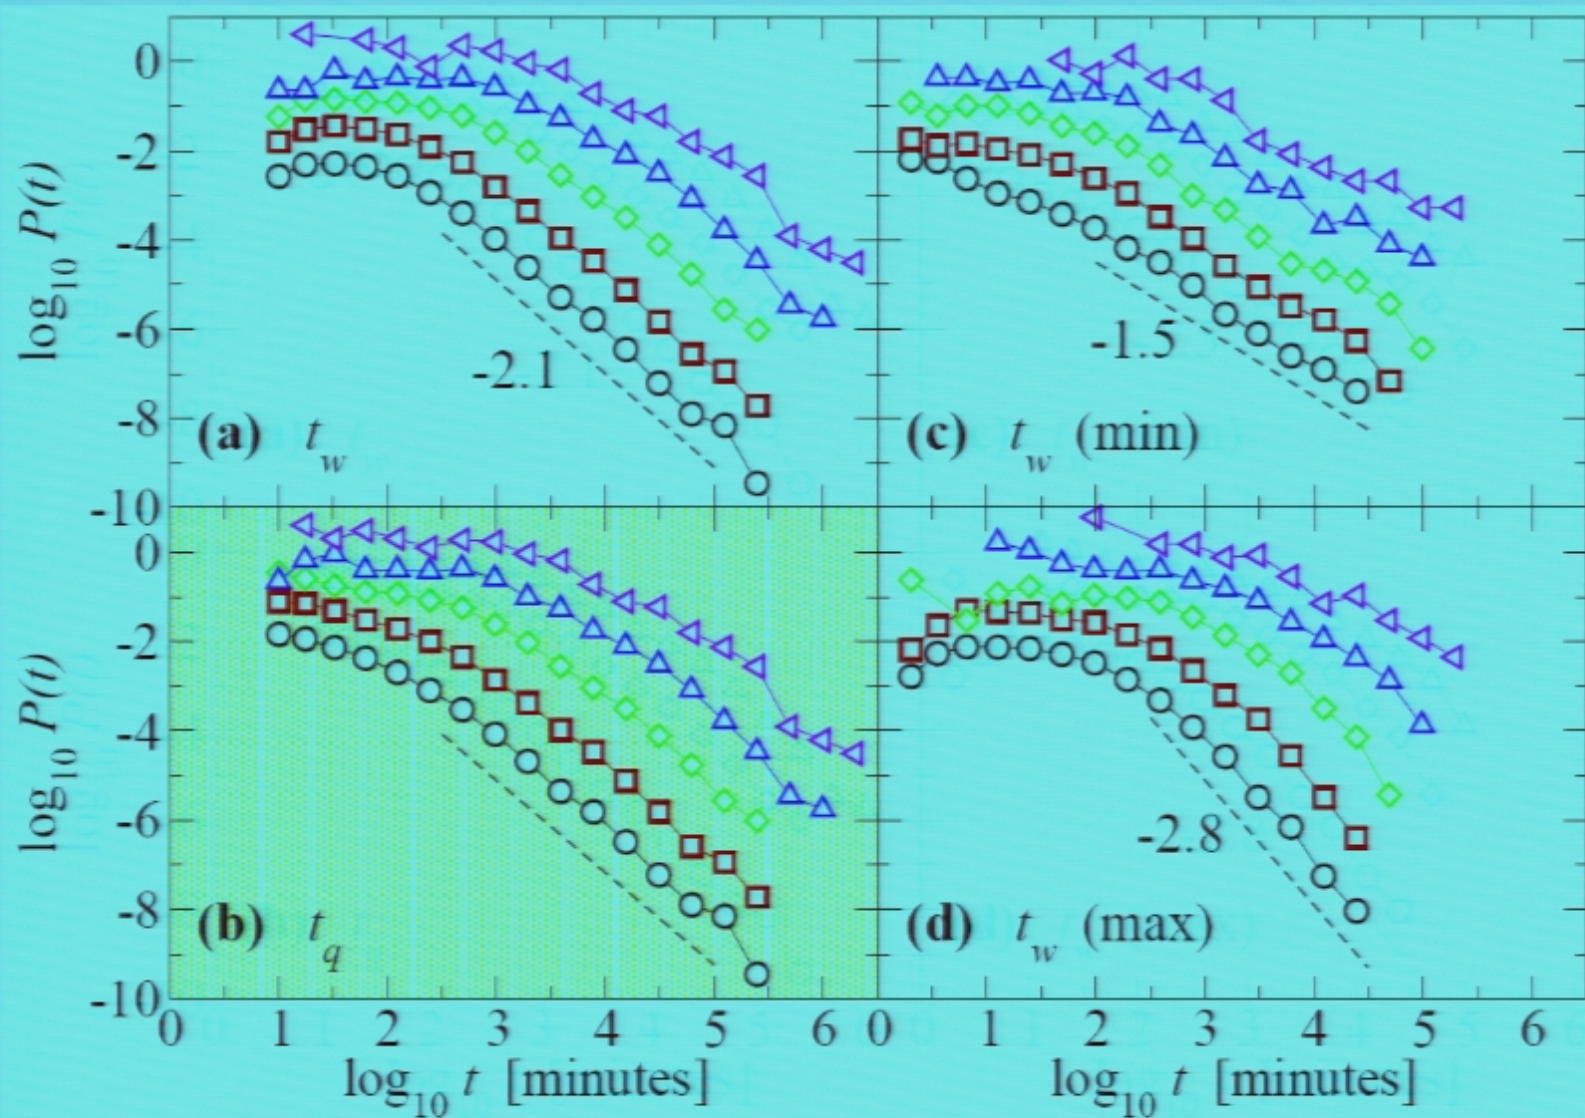 0
-2
-4
-6
-8
-10
log10 P(t)
-2.1
(a) tw
-1.5
(c) tw (min)
0
-2
-4
-6
-8
-10
log10 P(t)
(b) tq
-2.8
(d) tw (max)
0 1 2 3 4 5 6 0 1 2 3 4 5 6
log10 t [minutes] log10 t [minutes]